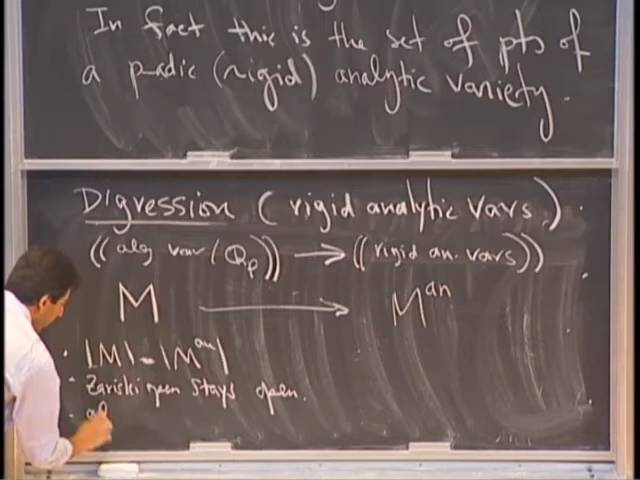 In fact this is the set of pts of
a p-adic (rigid) analytic variety.
Digression (rigid analytic vars.)
((alg var / Qp)) → ((rigid an. vars))
M → M^an
· |M| = |M^an|
· Zariski open stays open.